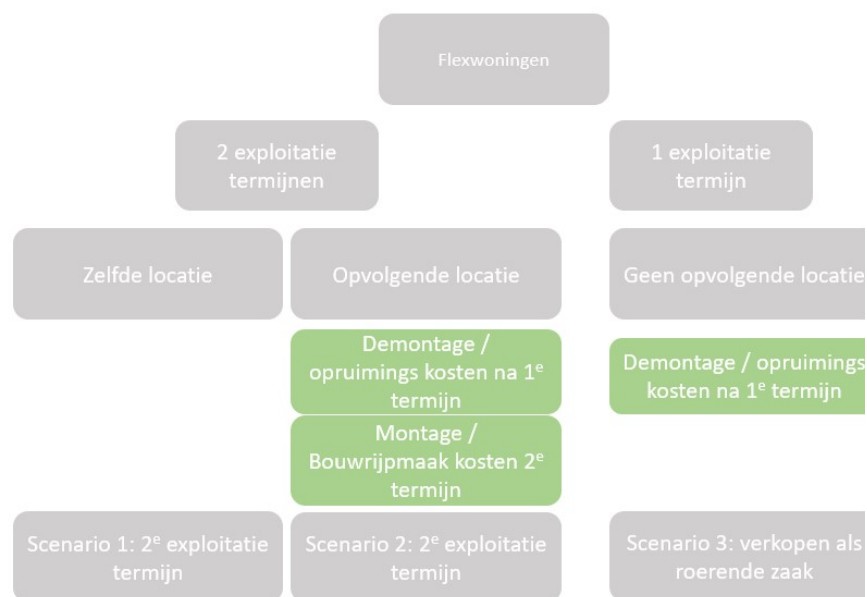 Flexwoningen
2 exploitatie
termijnen
1 exploitatie
termijn
Zelfde locatie
Opvolgende locatie
Geen opvolgende locatie
Demontage /
opruimings kosten na 1e
termijn
Demontage / opruimings
kosten na 1e termijn
Montage /
Bouwrijpmaak kosten 2e
termijn
Scenario 1: 2e exploitatie
termijn
Scenario 2: 2e exploitatie
termijn
Scenario 3: verkopen als
roerende zaak